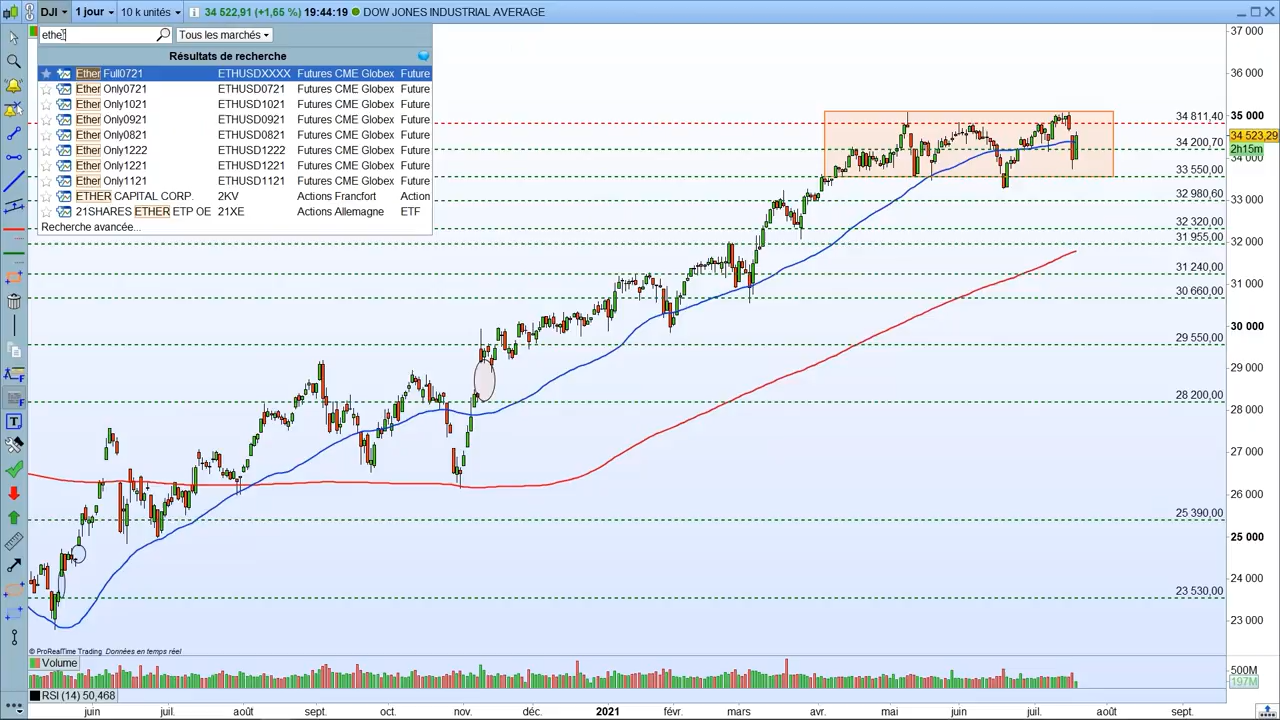 DJI 1 jour 10 k unités 34 522,91 (+1,65 %) 19:44:19 DOW JONES INDUSTRIAL AVERAGE
ethe Tous les marchés
Résultats de recherche
Ether Full0721 ETHUSDXXXX Futures CME Globex Future
Ether Only0721 ETHUSD0721 Futures CME Globex Future
Ether Only1021 ETHUSD1021 Futures CME Globex Future
Ether Only0921 ETHUSD0921 Futures CME Globex Future
Ether Only0821 ETHUSD0821 Futures CME Globex Future
Ether Only1222 ETHUSD1222 Futures CME Globex Future
Ether Only1221 ETHUSD1221 Futures CME Globex Future
Ether Only1121 ETHUSD1121 Futures CME Globex Future
ETHER CAPITAL CORP. 2KV Actions Francfort Action
21SHARES ETHER ETP OE 21XE Actions Allemagne ETF
Recherche avancée...
37 000
36 000
35 000
34 811,40
34 523,29
34 200,70
2h15m
34 000
33 550,00
33 000
32 980,00
32 320,00
32 000
31 955,00
31 240,00
31 000
30 660,00
30 000
29 550,00
29 000
28 200,00
28 000
27 000
26 000
25 390,00
25 000
24 000
23 530,00
23 000
© ProRealTime Trading Données en temps réel
Volume
500M
197M
RSI (14) 50,468
juin juil. août sept. oct. nov. déc. 2021 févr. mars avr. mai juin juil. août sept.